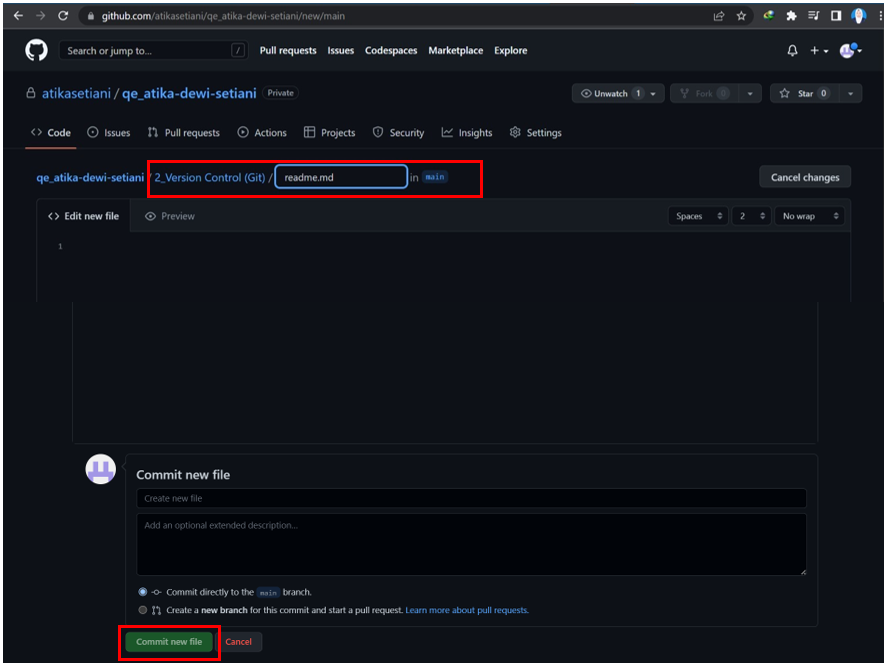 github.com/atikasetiani/qe_atika-dewi-setiani/new/main
Search or jump to... /
Pull requests Issues Codespaces Marketplace Explore
atikasetiani / qe_atika-dewi-setiani Private
Unwatch 1 Fork 0 Star 0
Code Issues Pull requests Actions Projects Security Insights Settings
qe_atika-dewi-setiani / 2_Version Control (Git) / readme.md in main
Cancel changes
<> Edit new file Preview
Spaces 2 No wrap
1
Commit new file
Create new file
Add an optional extended description...
Commit directly to the main branch.
Create a new branch for this commit and start a pull request. Learn more about pull requests.
Commit new file Cancel